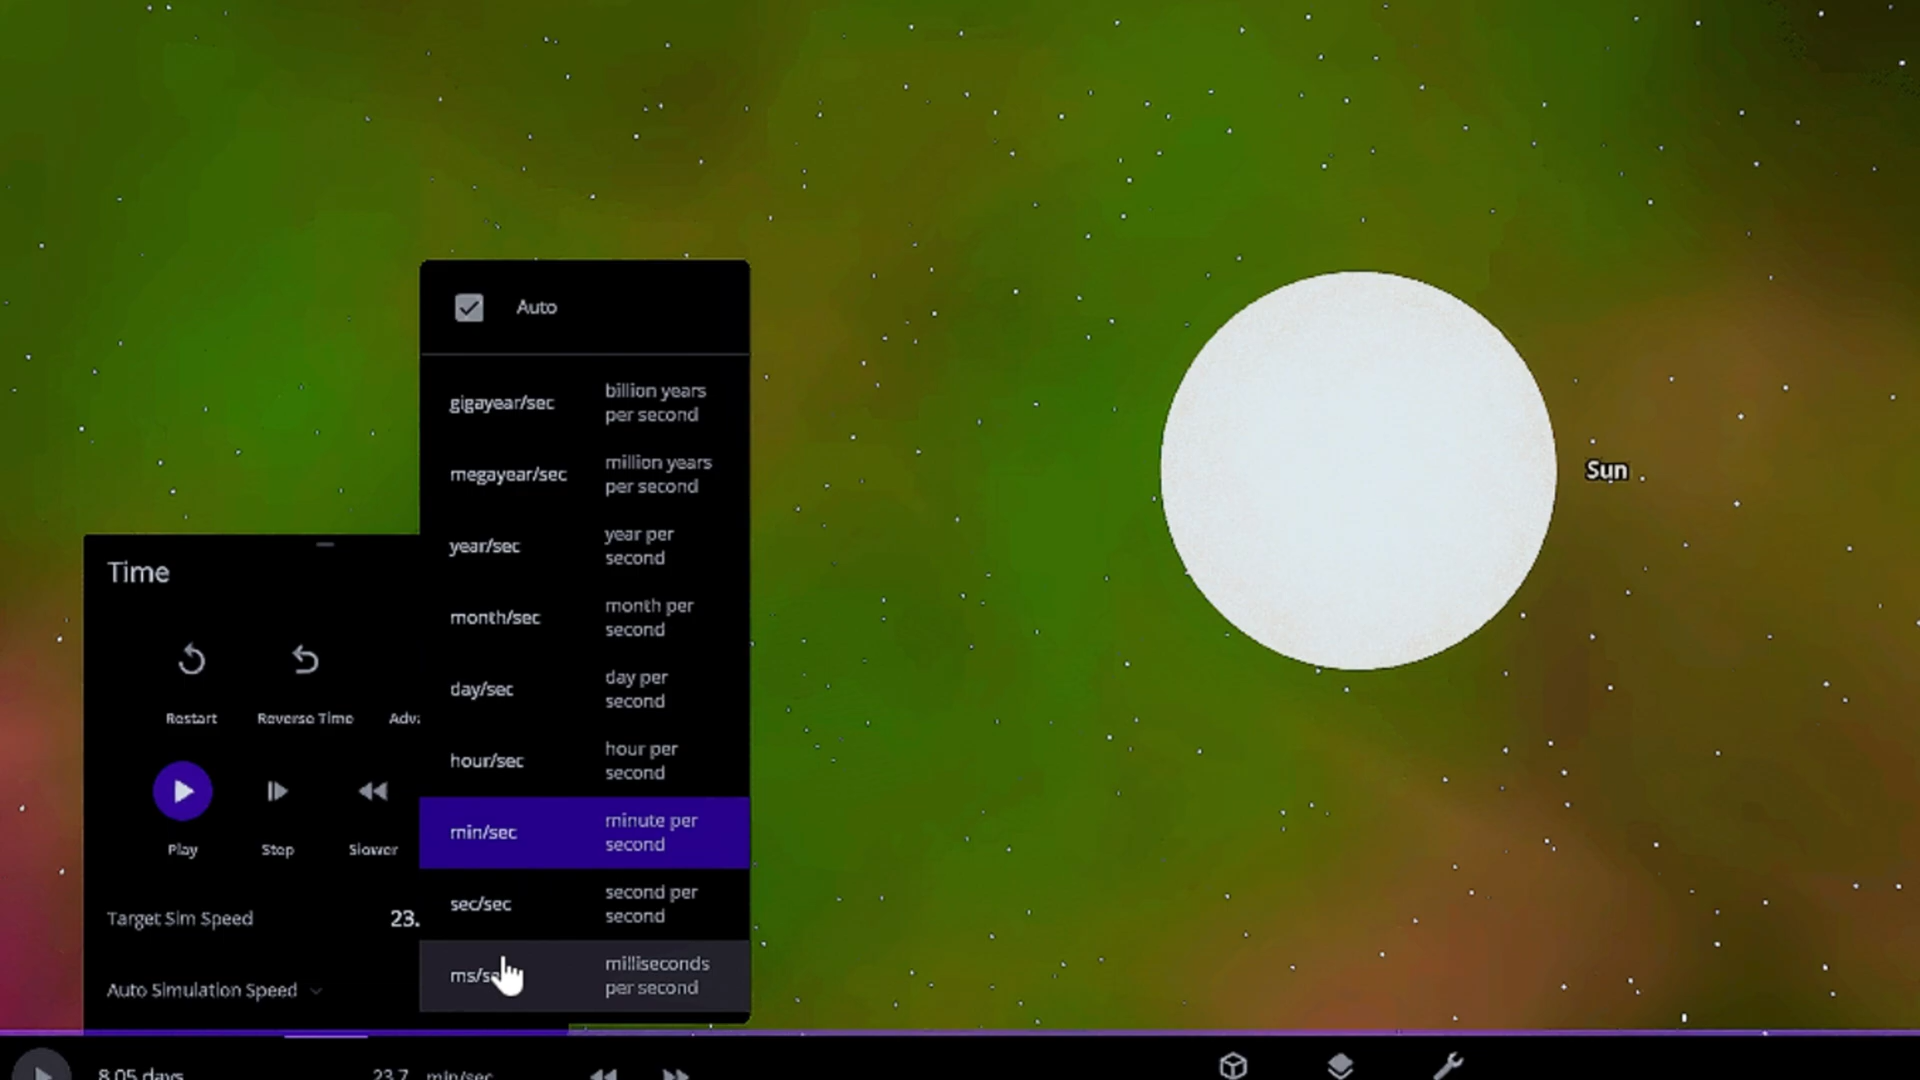 Auto
gigayear/sec billion years
per second
megayear/sec million years
per second
year/sec year per
second
month/sec month per
second
day/sec day per
second
hour/sec hour per
second
min/sec minute per
second
sec/sec second per
second
milliseconds
per second
Sun
Time
Restart Reverse Time
Play Step Slower
Target Sim Speed 23.
Auto Simulation Speed
8.05 days 23.7 min/sec